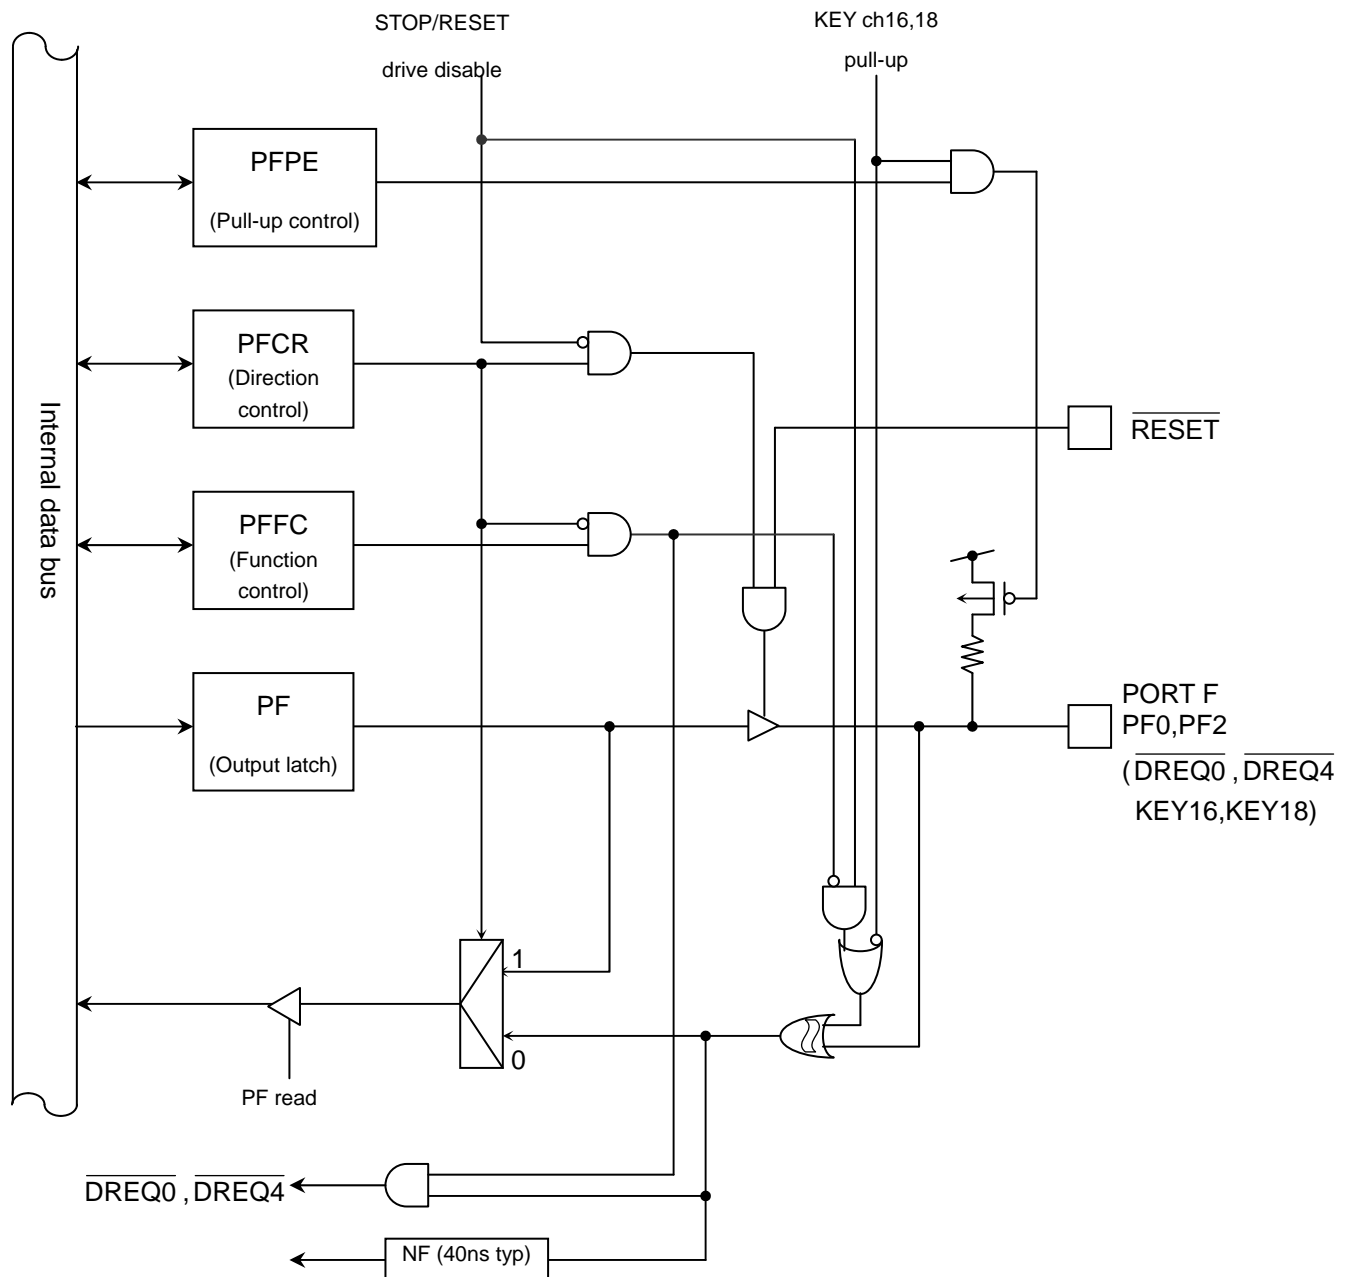 STOP/RESET
drive disable
KEY ch16,18
pull-up
PFPE
(Pull-up control)
PFCR
(Direction
control)
Internal data bus
RESET
PFFC
(Function
control)
PF
(Output latch)
PORT F
PF0,PF2
(DREQ0 , DREQ4
KEY16,KEY18)
1
0
PF read
DREQ0 , DREQ4
NF (40ns typ)